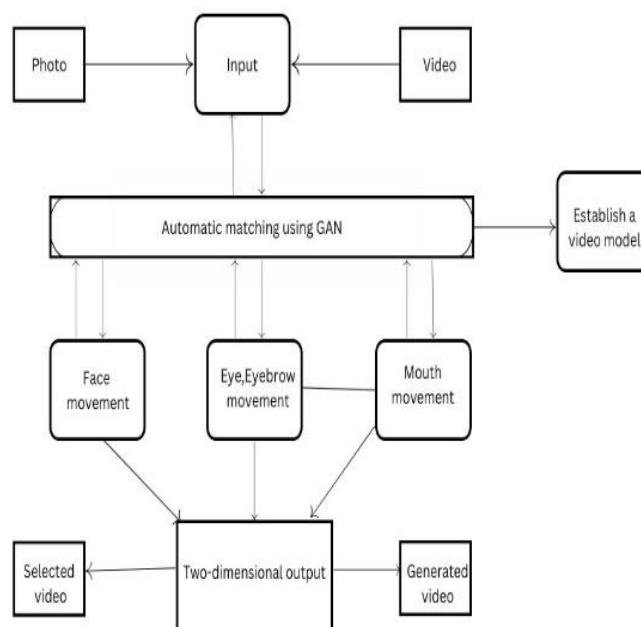 Photo
Input
Video
Automatic matching using GAN
Establish a
video model
Face
movement
Eye,Eyebrow
movement
Mouth
movement
Selected
video
Two-dimensional output
Generated
video